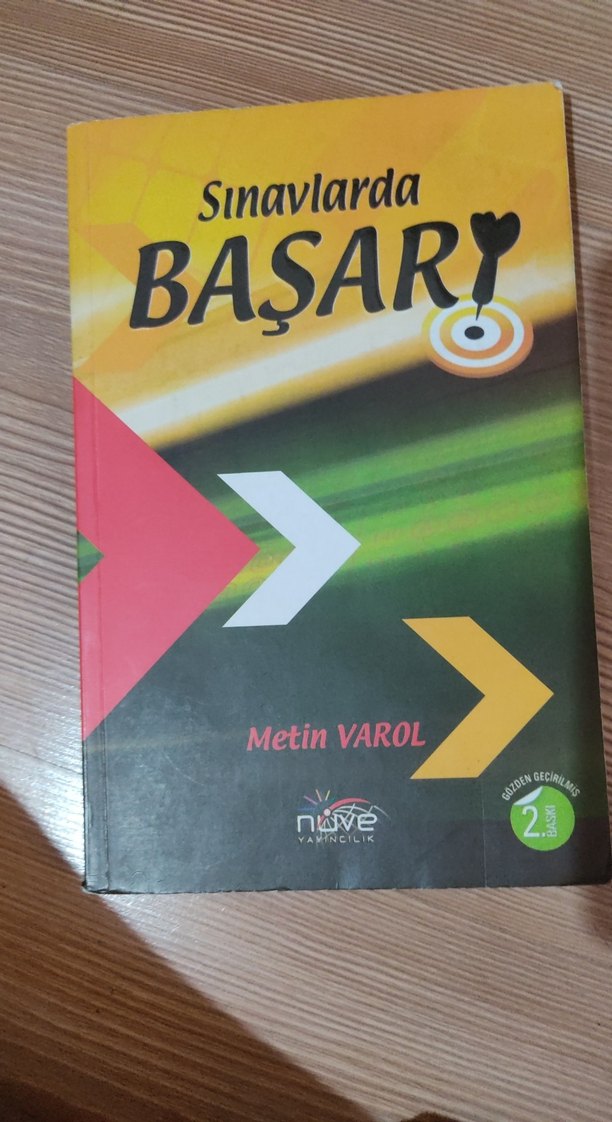 Sınavlarda
BAŞARI
Metin VAROL
nüve
YAYINCILIK
GÖZDEN GEÇİRİLMİŞ
2.
BASKI